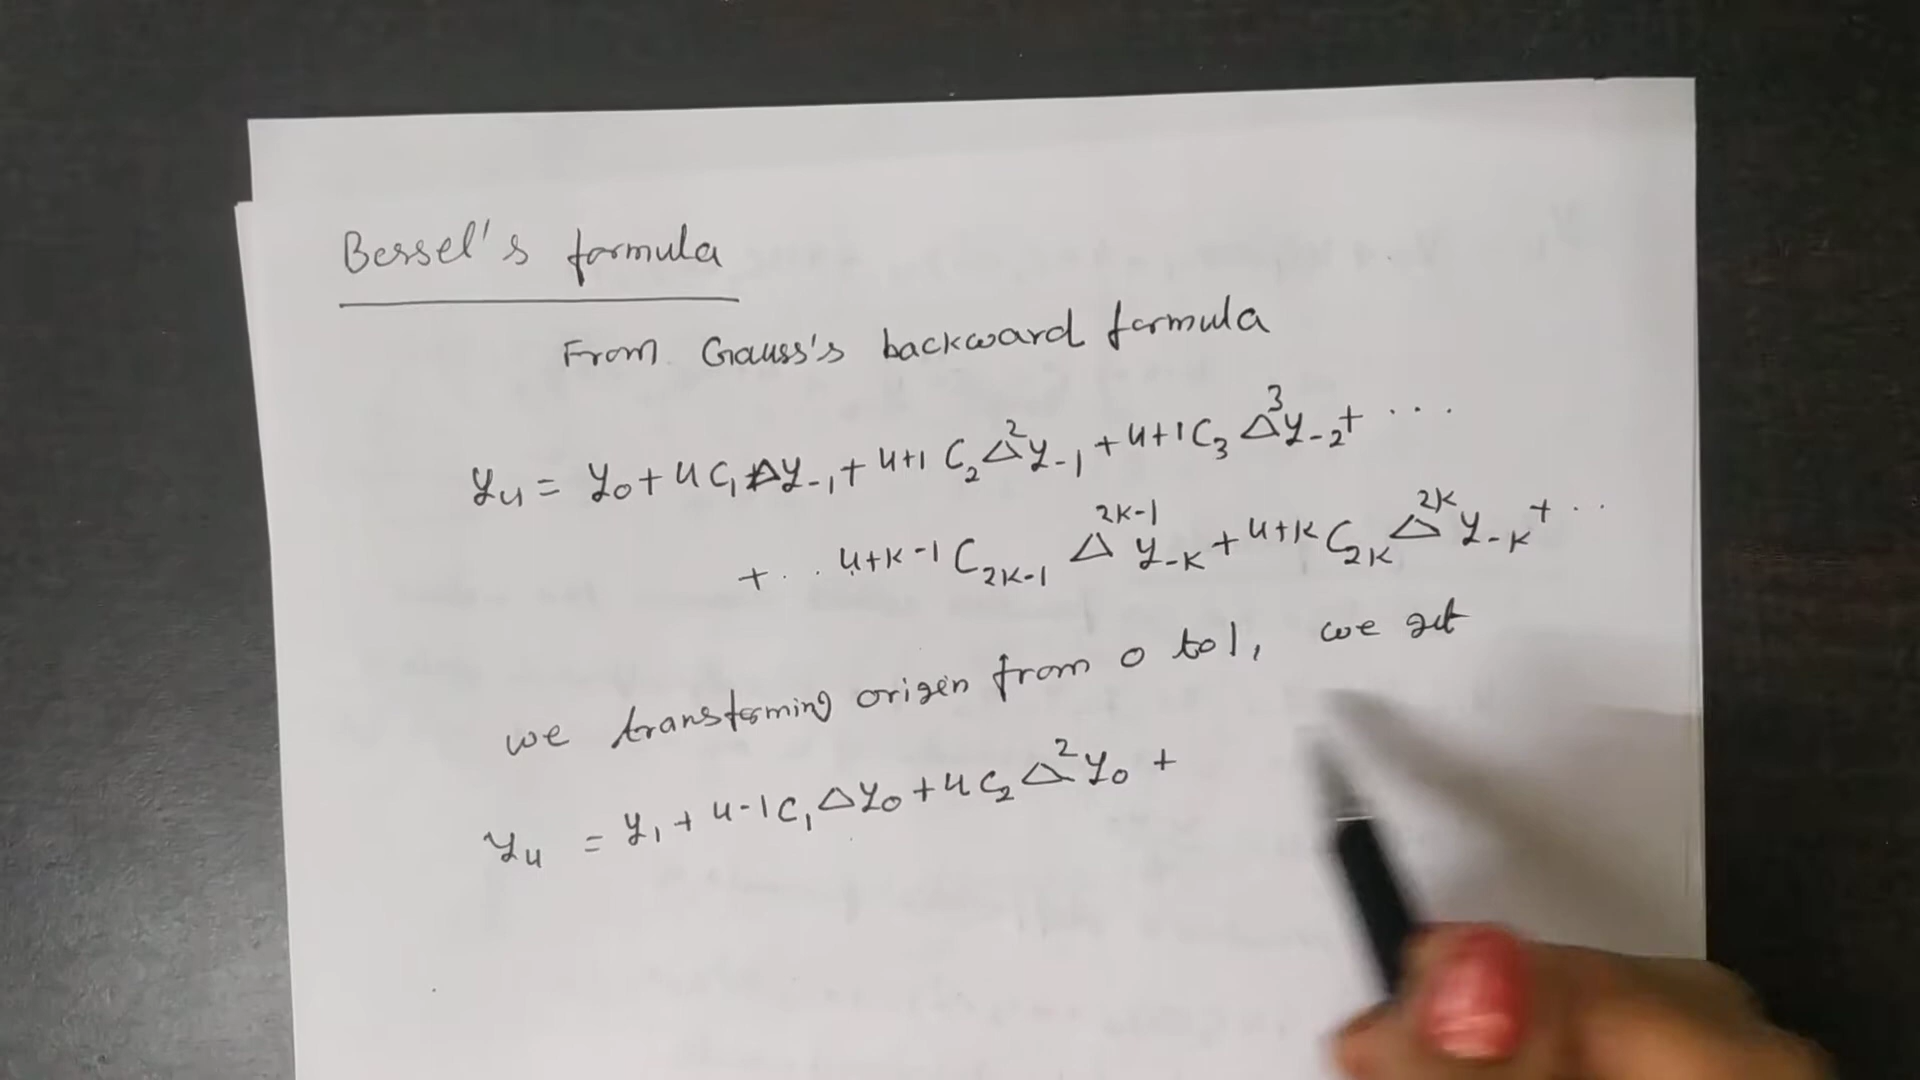 Bessel's formula
From Gauss's backward formula
y_u = y_0 + uC_1 Δy_{-1} + u+1C_2 Δ²y_{-1} + u+1C_3 Δ³y_{-2} + ...
+ ... u+k-1C_{2k-1} Δ^{2k-1} y_{-k} + u+kC_{2k} Δ^{2k} y_{-k} + ..
we transforming origen from 0 to 1, we get
y_u = y_1 + u-1C_1 Δy_0 + uC_2 Δ²y_0 +